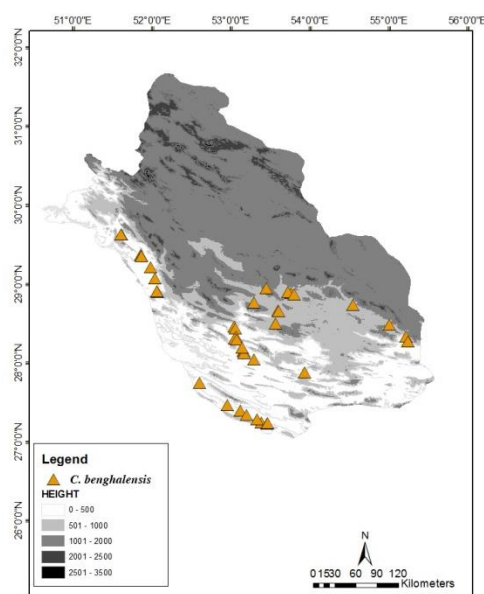 51°0'0"E 52°0'0"E 53°0'0"E 54°0'0"E 55°0'0"E 56°0'0"E
32°0'0"N
31°0'0"N
30°0'0"N
29°0'0"N
28°0'0"N
27°0'0"N
26°0'0"N
Legend
C. benghalensis
HEIGHT
0 - 500
501 - 1000
1001 - 2000
2001 - 2500
2501 - 3500
N
0 15 30 60 90 120
Kilometers